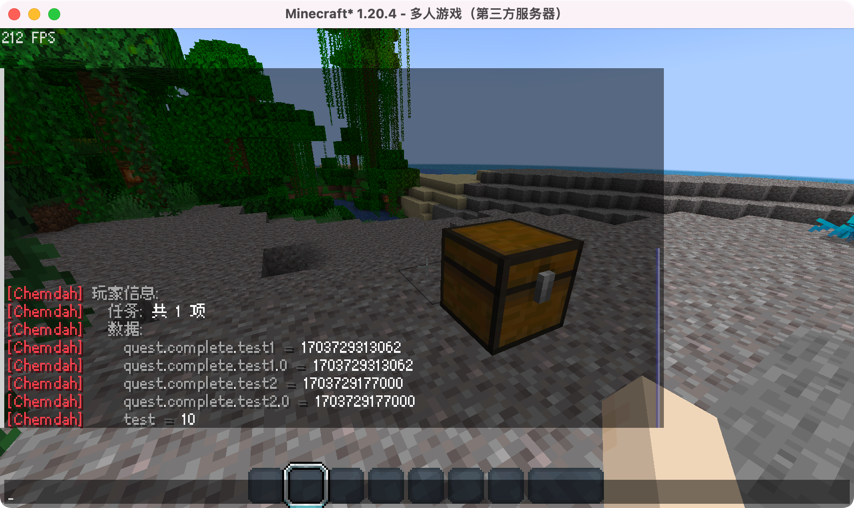 Minecraft* 1.20.4 - 多人游戏（第三方服务器）
212 FPS
[Chemdah] 玩家信息:
[Chemdah] 任务: 共 1 项
[Chemdah] 数据:
[Chemdah] quest.complete.test1 = 1703729313062
[Chemdah] quest.complete.test1.0 = 1703729313062
[Chemdah] quest.complete.test2 = 1703729177000
[Chemdah] quest.complete.test2.0 = 1703729177000
[Chemdah] test = 10
_